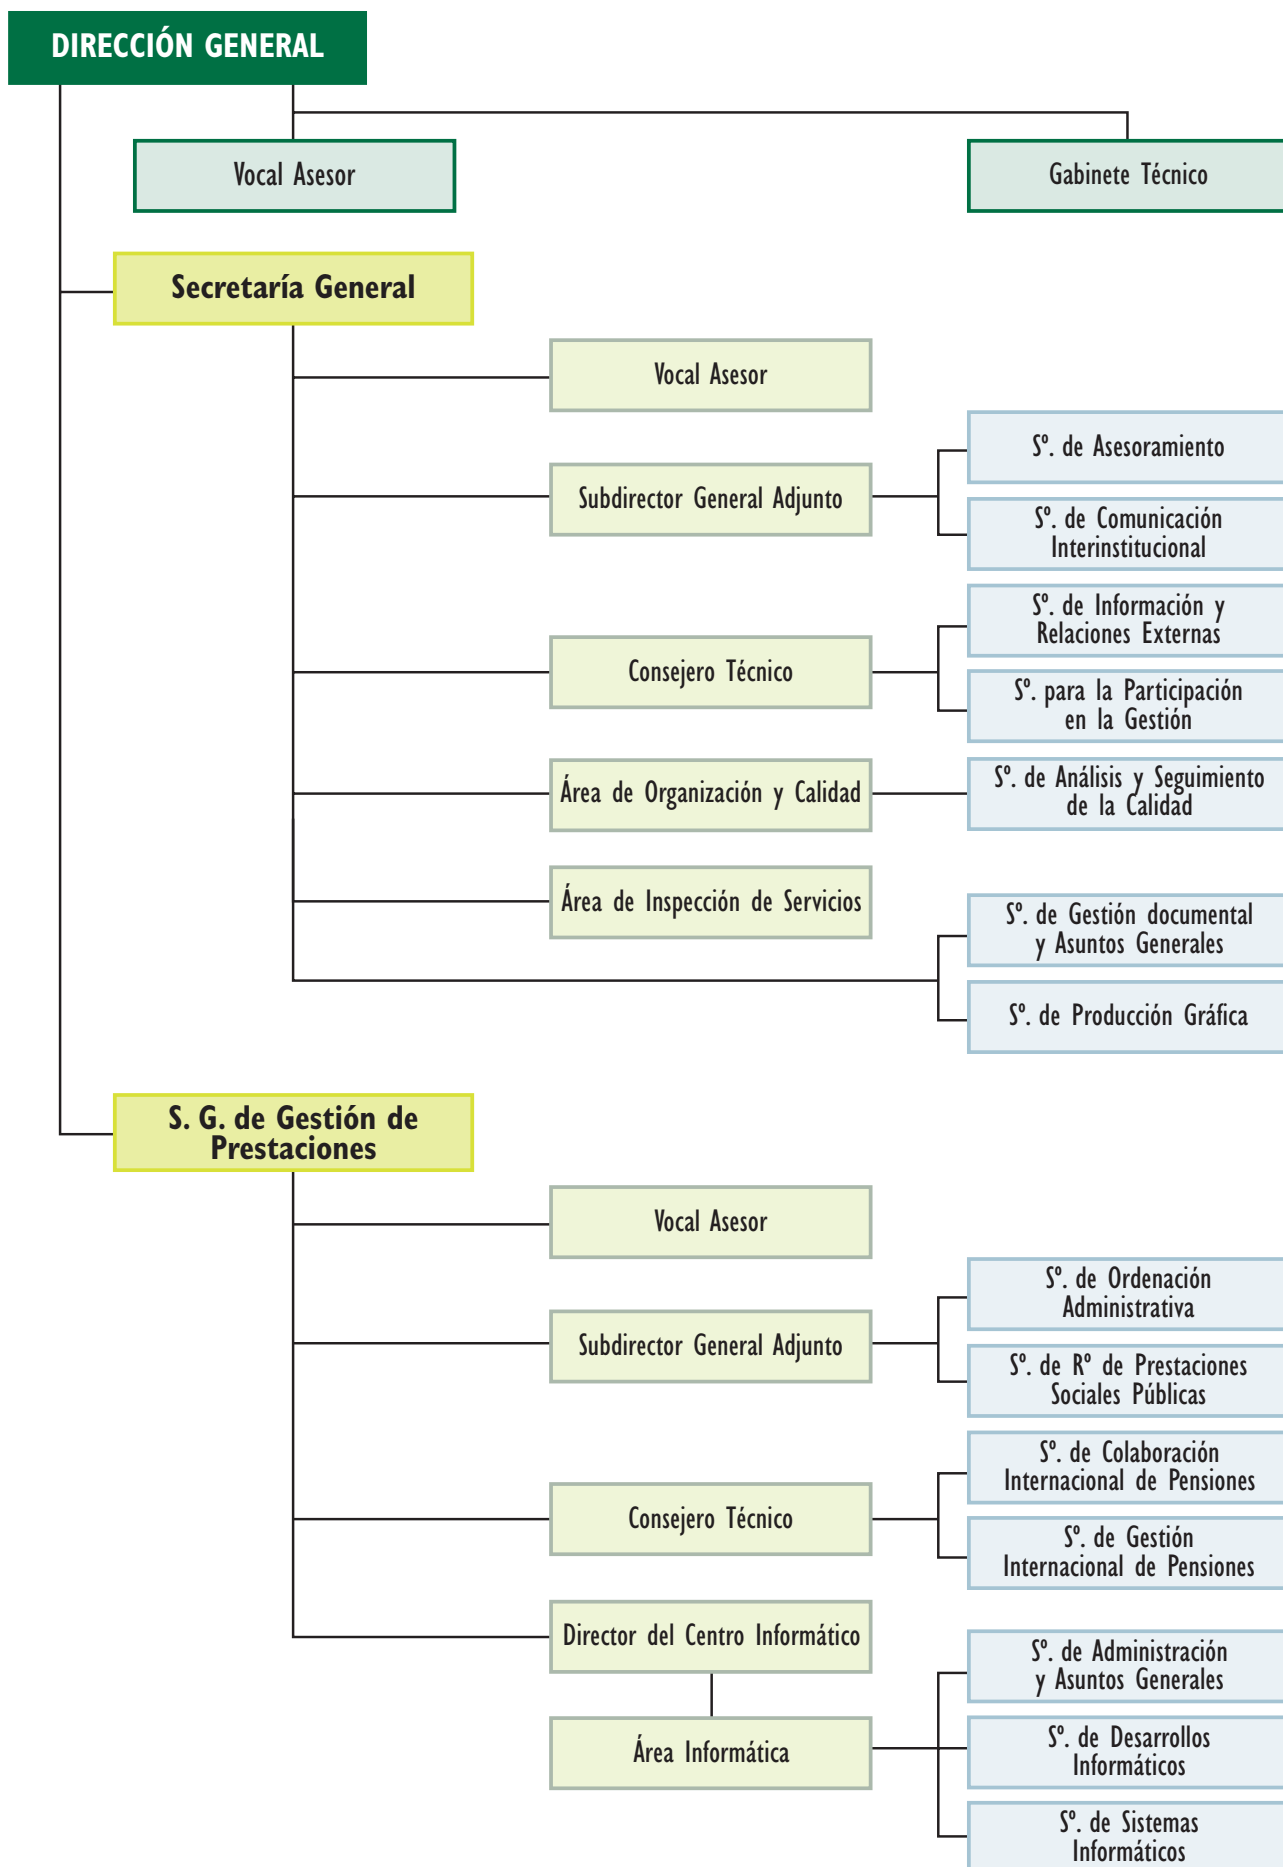 DIRECCIÓN GENERAL
Vocal Asesor
Gabinete Técnico
Secretaría General
Vocal Asesor
Subdirector General Adjunto
Sº. de Asesoramiento
Sº. de Comunicación
Interinstitucional
Consejero Técnico
Sº. de Información y
Relaciones Externas
Sº. para la Participación
en la Gestión
Área de Organización y Calidad
Sº. de Análisis y Seguimiento
de la Calidad
Área de Inspección de Servicios
Sº. de Gestión documental
y Asuntos Generales
Sº. de Producción Gráfica
S. G. de Gestión de
Prestaciones
Vocal Asesor
Subdirector General Adjunto
Sº. de Ordenación
Administrativa
Sº. de Rº de Prestaciones
Sociales Públicas
Consejero Técnico
Sº. de Colaboración
Internacional de Pensiones
Sº. de Gestión
Internacional de Pensiones
Director del Centro Informático
Área Informática
Sº. de Administración
y Asuntos Generales
Sº. de Desarrollos
Informáticos
Sº. de Sistemas
Informáticos